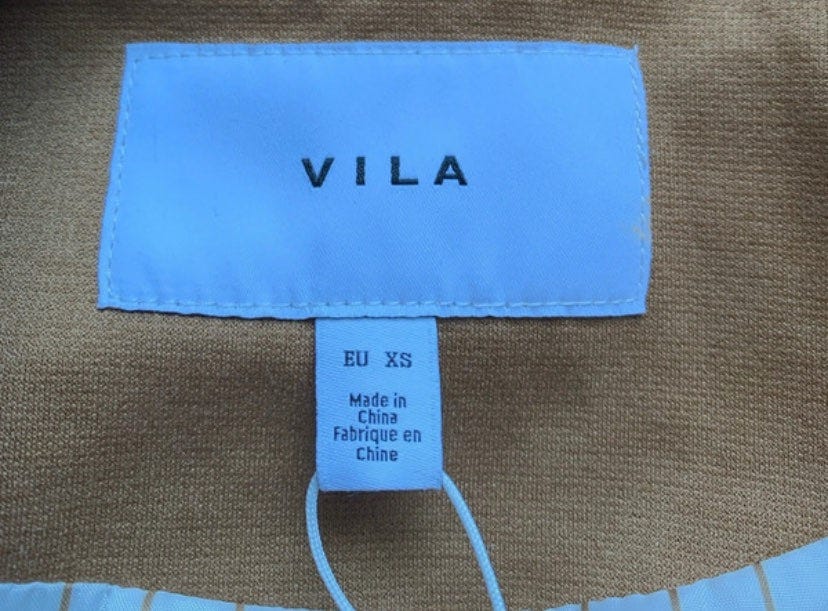 VILA
EU XS
Made in
China
Fabrique en
Chine